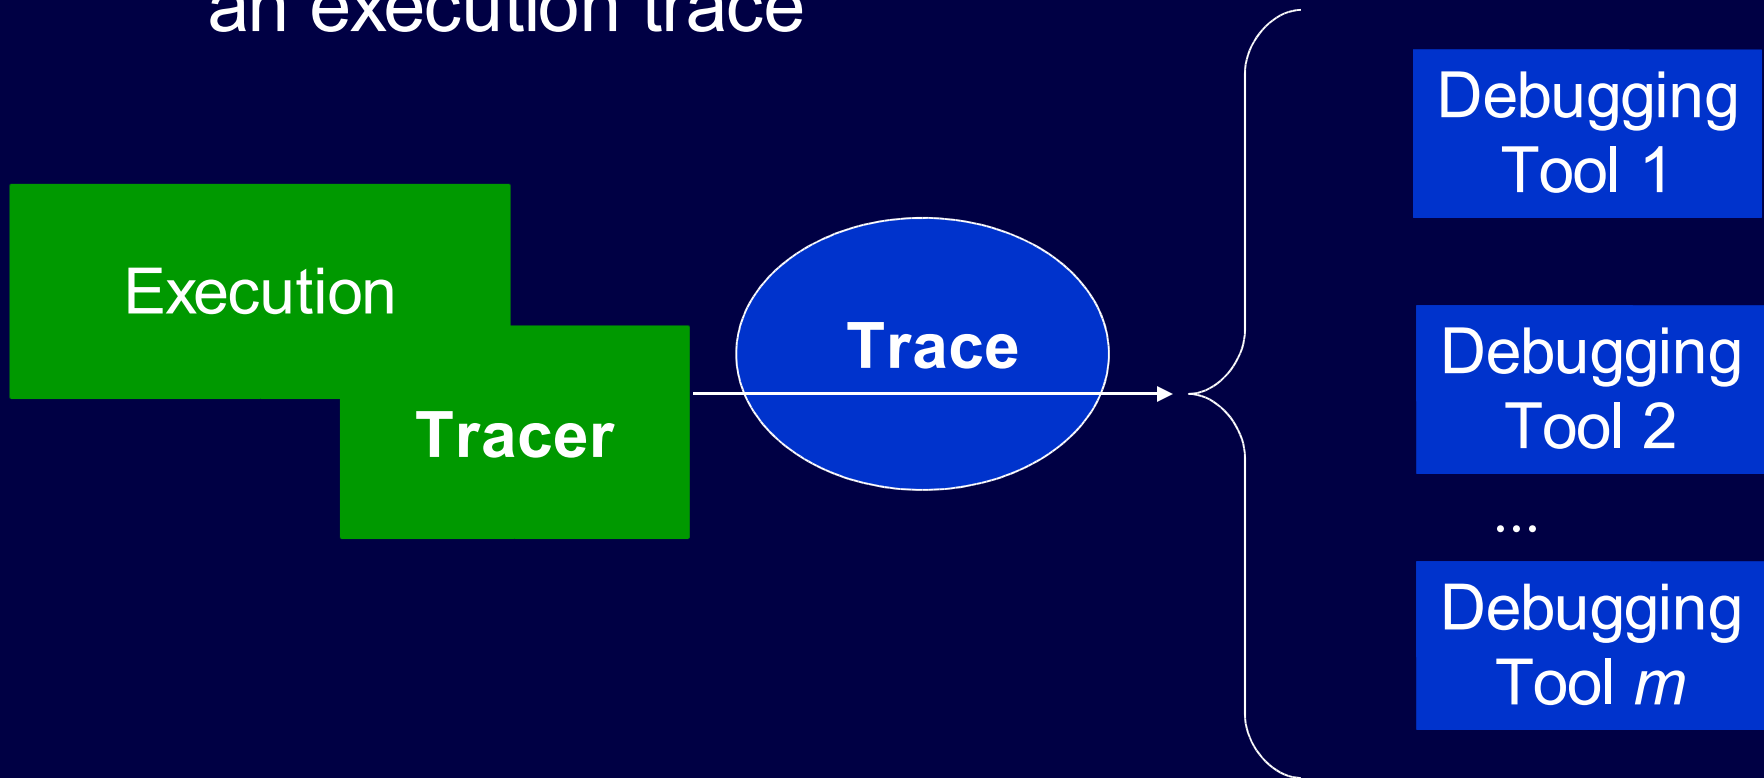 an execution trace
Debugging
Tool 1
Execution
Trace
Debugging
Tool 2
Tracer
...
Debugging
Tool m